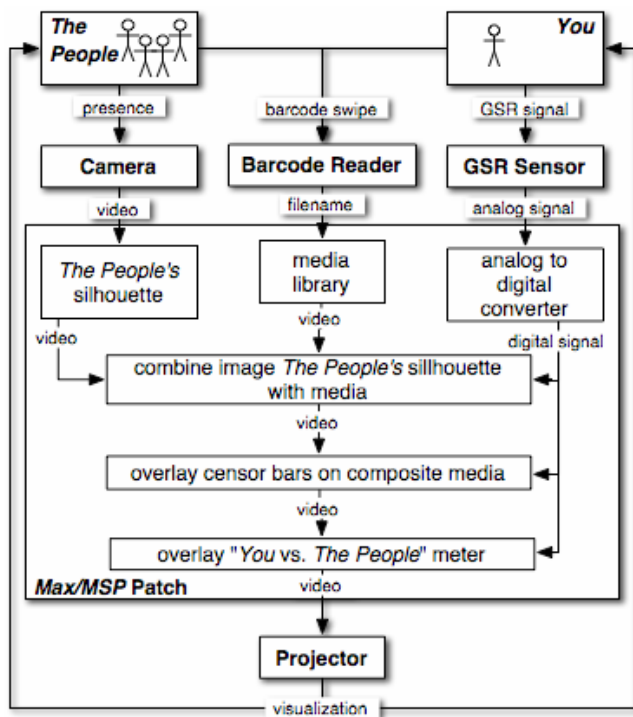 The
People
You
presence
barcode swipe
GSR signal
Camera
Barcode Reader
GSR Sensor
video
filename
analog signal
The People's
silhouette
media
library
analog to
digital
converter
video
video
digital signal
combine image The People's sillhouette
with media
video
overlay censor bars on composite media
video
overlay "You vs. The People" meter
Max/MSP Patch
video
Projector
visualization